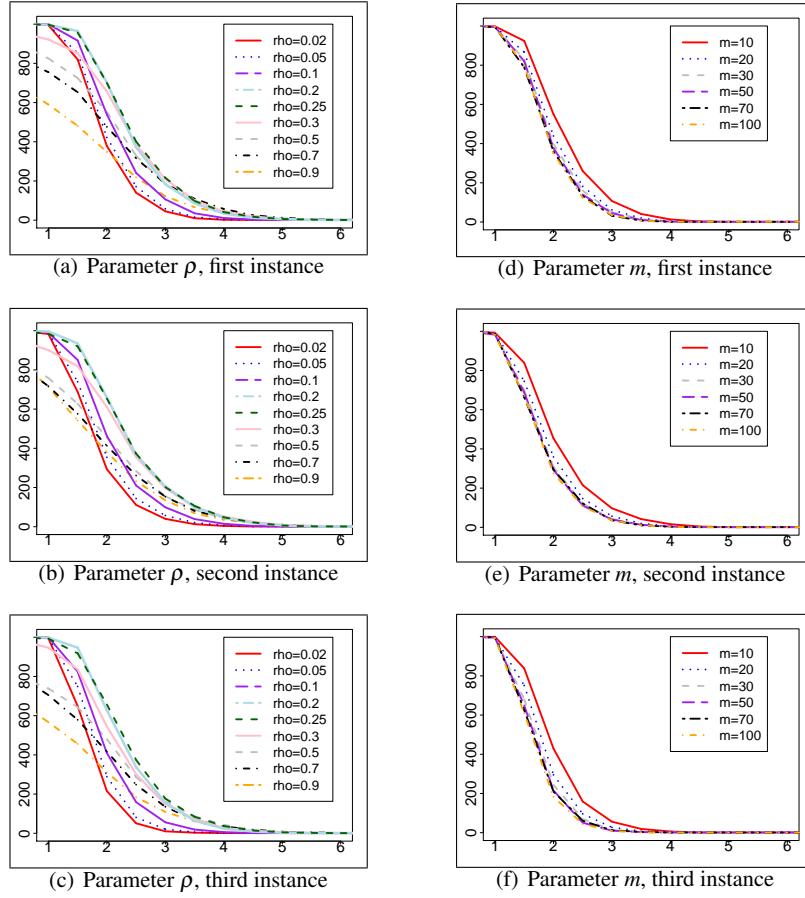 0 200 400 600 800
1 2 3 4 5 6
rho=0.02
rho=0.05
rho=0.1
rho=0.2
rho=0.25
rho=0.3
rho=0.5
rho=0.7
rho=0.9
(a) Parameter ρ, first instance
0 200 400 600 800
1 2 3 4 5 6
m=10
m=20
m=30
m=50
m=70
m=100
(d) Parameter m, first instance
0 200 400 600 800
1 2 3 4 5 6
rho=0.02
rho=0.05
rho=0.1
rho=0.2
rho=0.25
rho=0.3
rho=0.5
rho=0.7
rho=0.9
(b) Parameter ρ, second instance
0 200 400 600 800
1 2 3 4 5 6
m=10
m=20
m=30
m=50
m=70
m=100
(e) Parameter m, second instance
0 200 400 600 800
1 2 3 4 5 6
rho=0.02
rho=0.05
rho=0.1
rho=0.2
rho=0.25
rho=0.3
rho=0.5
rho=0.7
rho=0.9
(c) Parameter ρ, third instance
0 200 400 600 800
1 2 3 4 5 6
m=10
m=20
m=30
m=50
m=70
m=100
(f) Parameter m, third instance